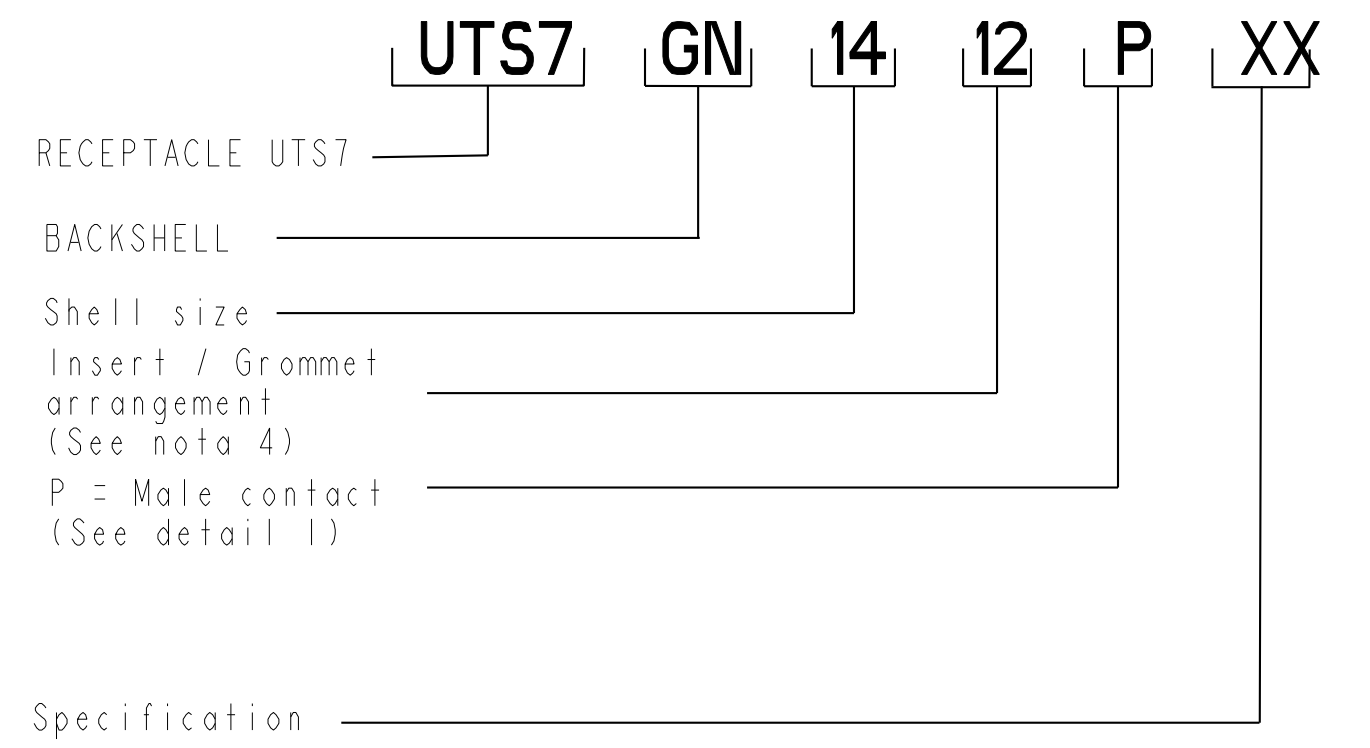 UTS7 GN 14 12 P XX
RECEPTACLE UTS7
BACKSHELL
Shell size
Insert / Grommet
arrangement
(See nota 4)
P = Male contact
(See detail 1)
Specification